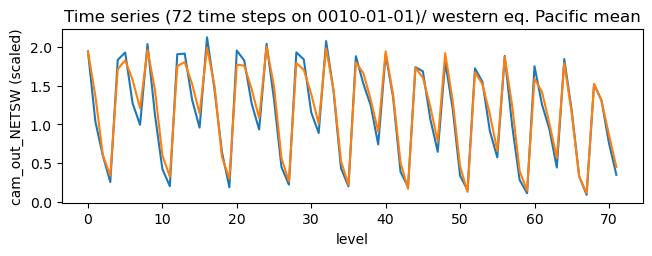 Time series (72 time steps on 0010-01-01)/ western eq. Pacific mean
cam_out_NETSW (scaled)
2.0
1.5
1.0
0.5
0.0
0 10 20 30 40 50 60 70
level